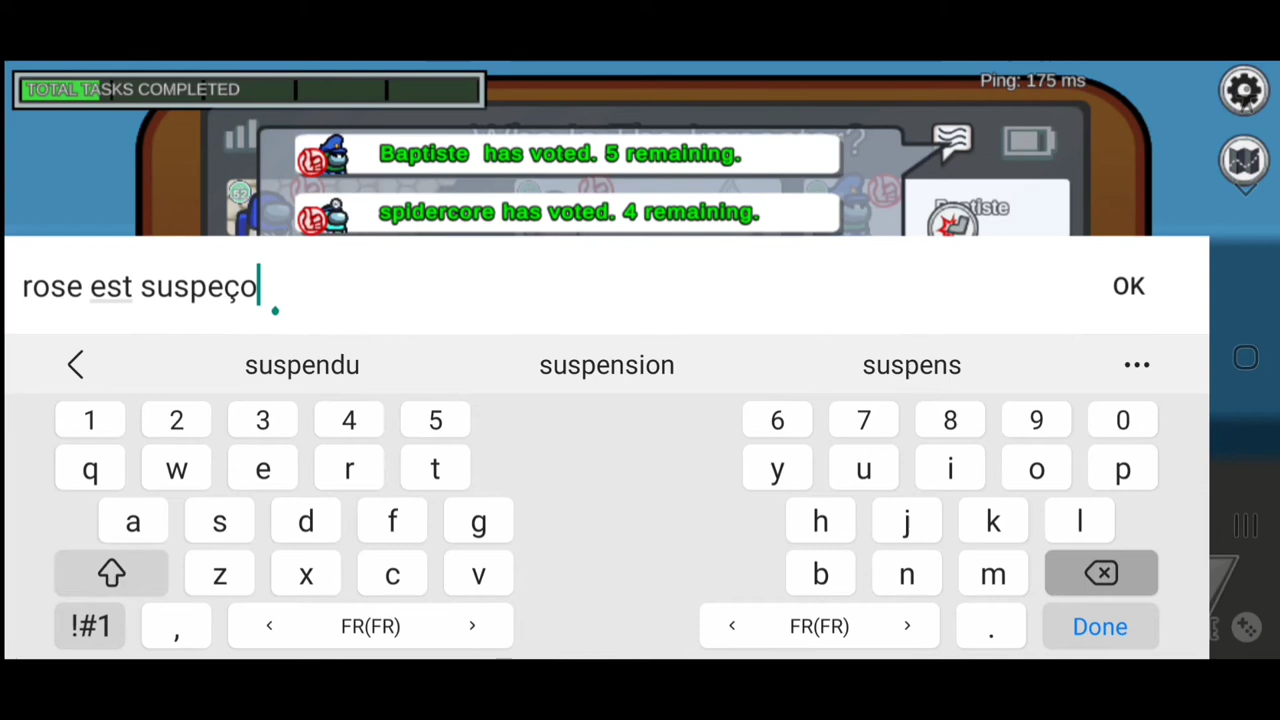 TOTAL TASKS COMPLETED
Ping: 175 ms
Baptiste has voted. 5 remaining.
spidercore has voted. 4 remaining.
Baptiste
rose est suspeço
OK
suspendu suspension suspens
1 2 3 4 5 6 7 8 9 0
q w e r t y u i o p
a s d f g h j k l
z x c v b n m
!#1 , < FR(FR) > < FR(FR) > . Done